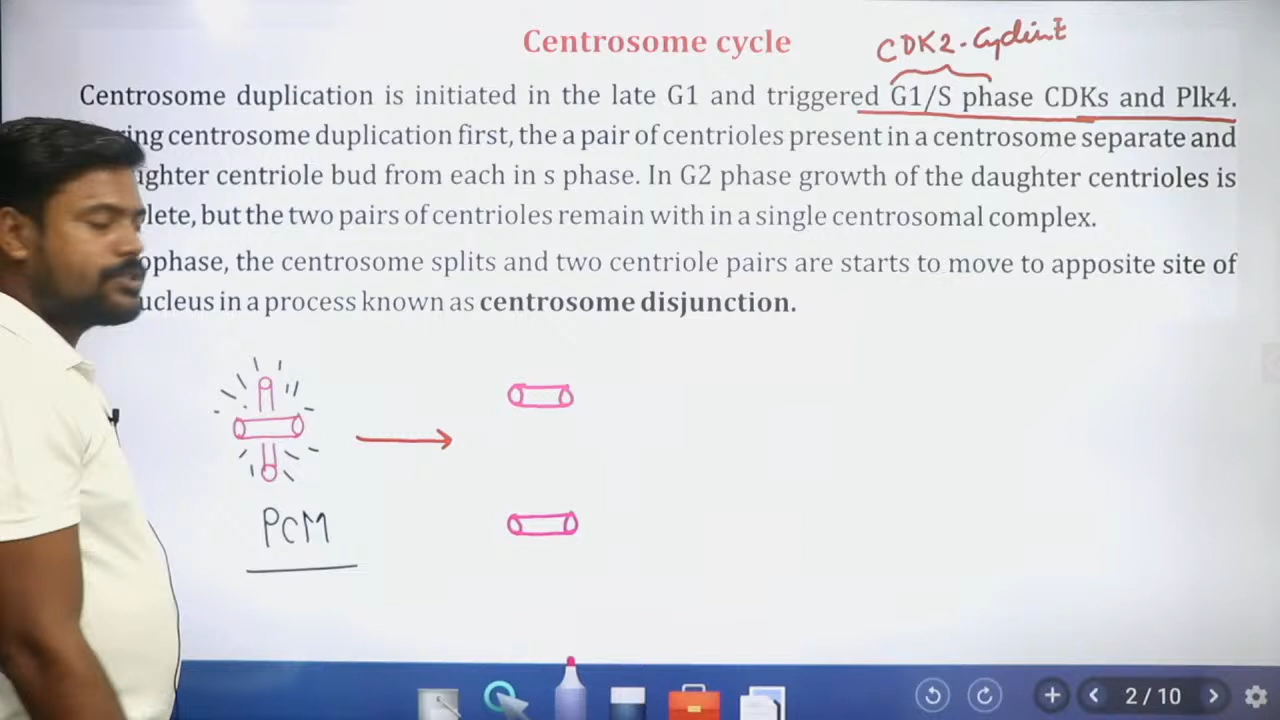 Centrosome cycle
CDK2-CyclinE
Centrosome duplication is initiated in the late G1 and triggered G1/S phase CDKs and Plk4.
ing centrosome duplication first, the a pair of centrioles present in a centrosome separate and
ghter centriole bud from each in s phase. In G2 phase growth of the daughter centrioles is
lete, but the two pairs of centrioles remain with in a single centrosomal complex.
ophase, the centrosome splits and two centriole pairs are starts to move to apposite site of
ucleus in a process known as centrosome disjunction.
PCM
2 / 10